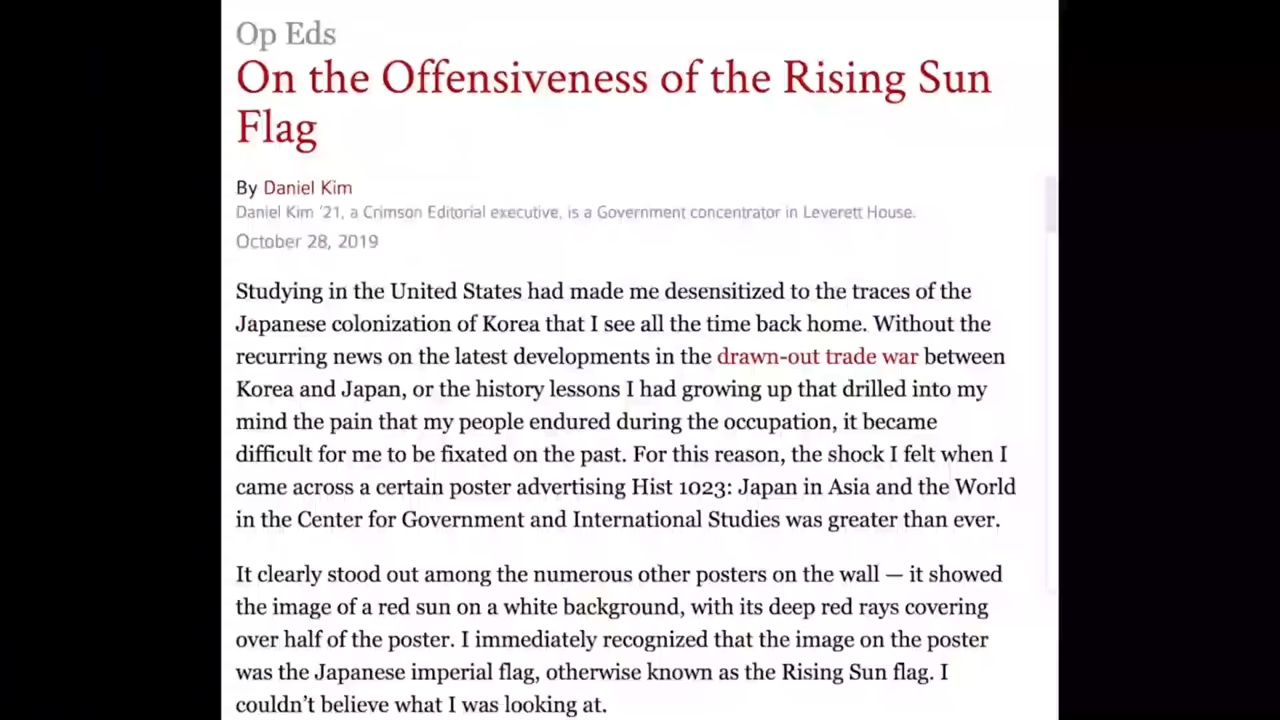 Op Eds
On the Offensiveness of the Rising Sun
Flag
By Daniel Kim
Daniel Kim '21, a Crimson Editorial executive, is a Government concentrator in Leverett House.
October 28, 2019
Studying in the United States had made me desensitized to the traces of the
Japanese colonization of Korea that I see all the time back home. Without the
recurring news on the latest developments in the drawn-out trade war between
Korea and Japan, or the history lessons I had growing up that drilled into my
mind the pain that my people endured during the occupation, it became
difficult for me to be fixated on the past. For this reason, the shock I felt when I
came across a certain poster advertising Hist 1023: Japan in Asia and the World
in the Center for Government and International Studies was greater than ever.
It clearly stood out among the numerous other posters on the wall — it showed
the image of a red sun on a white background, with its deep red rays covering
over half of the poster. I immediately recognized that the image on the poster
was the Japanese imperial flag, otherwise known as the Rising Sun flag. I
couldn't believe what I was looking at.